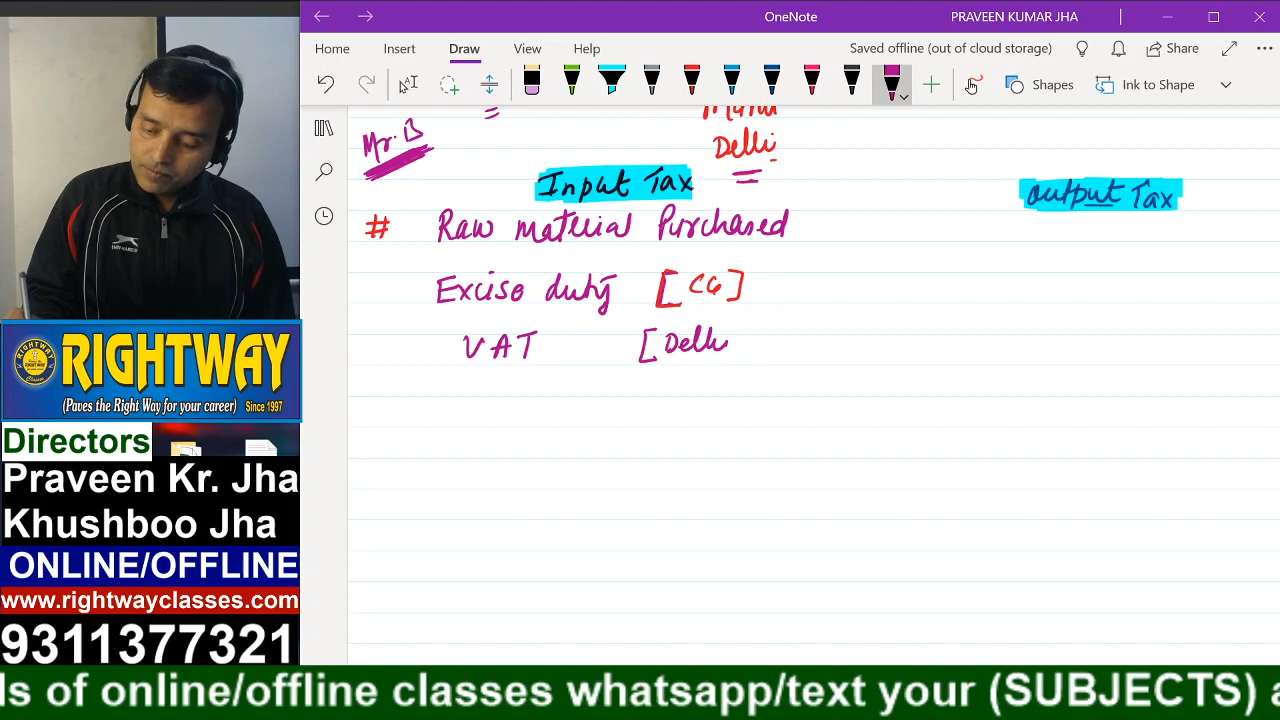 OneNote
PRAVEEN KUMAR JHA
Home Insert Draw View Help
Saved offline (out of cloud storage)
Share
Shapes
Ink to Shape
Mr. B
Delhi
Input Tax
output Tax
# Raw material Purchased
Excise duty [CG]
VAT [Delhi
RIGHTWAY
(Paves the Right Way for your career) Since 1997
Directors
Praveen Kr. Jha
Khushboo Jha
ONLINE/OFFLINE
www.rightwayclasses.com
9311377321
ls of online/offline classes whatsapp/text your (SUBJECTS) a